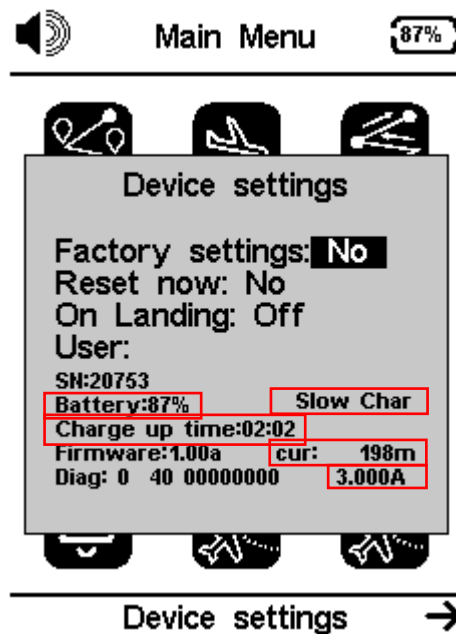 Main Menu 87%
Device settings
Factory settings: No
Reset now: No
On Landing: Off
User:
SN:20753
Battery:87% Slow Char
Charge up time:02:02
Firmware:1.00a cur: 198m
Diag: 0 40 00000000 3.000A
Device settings